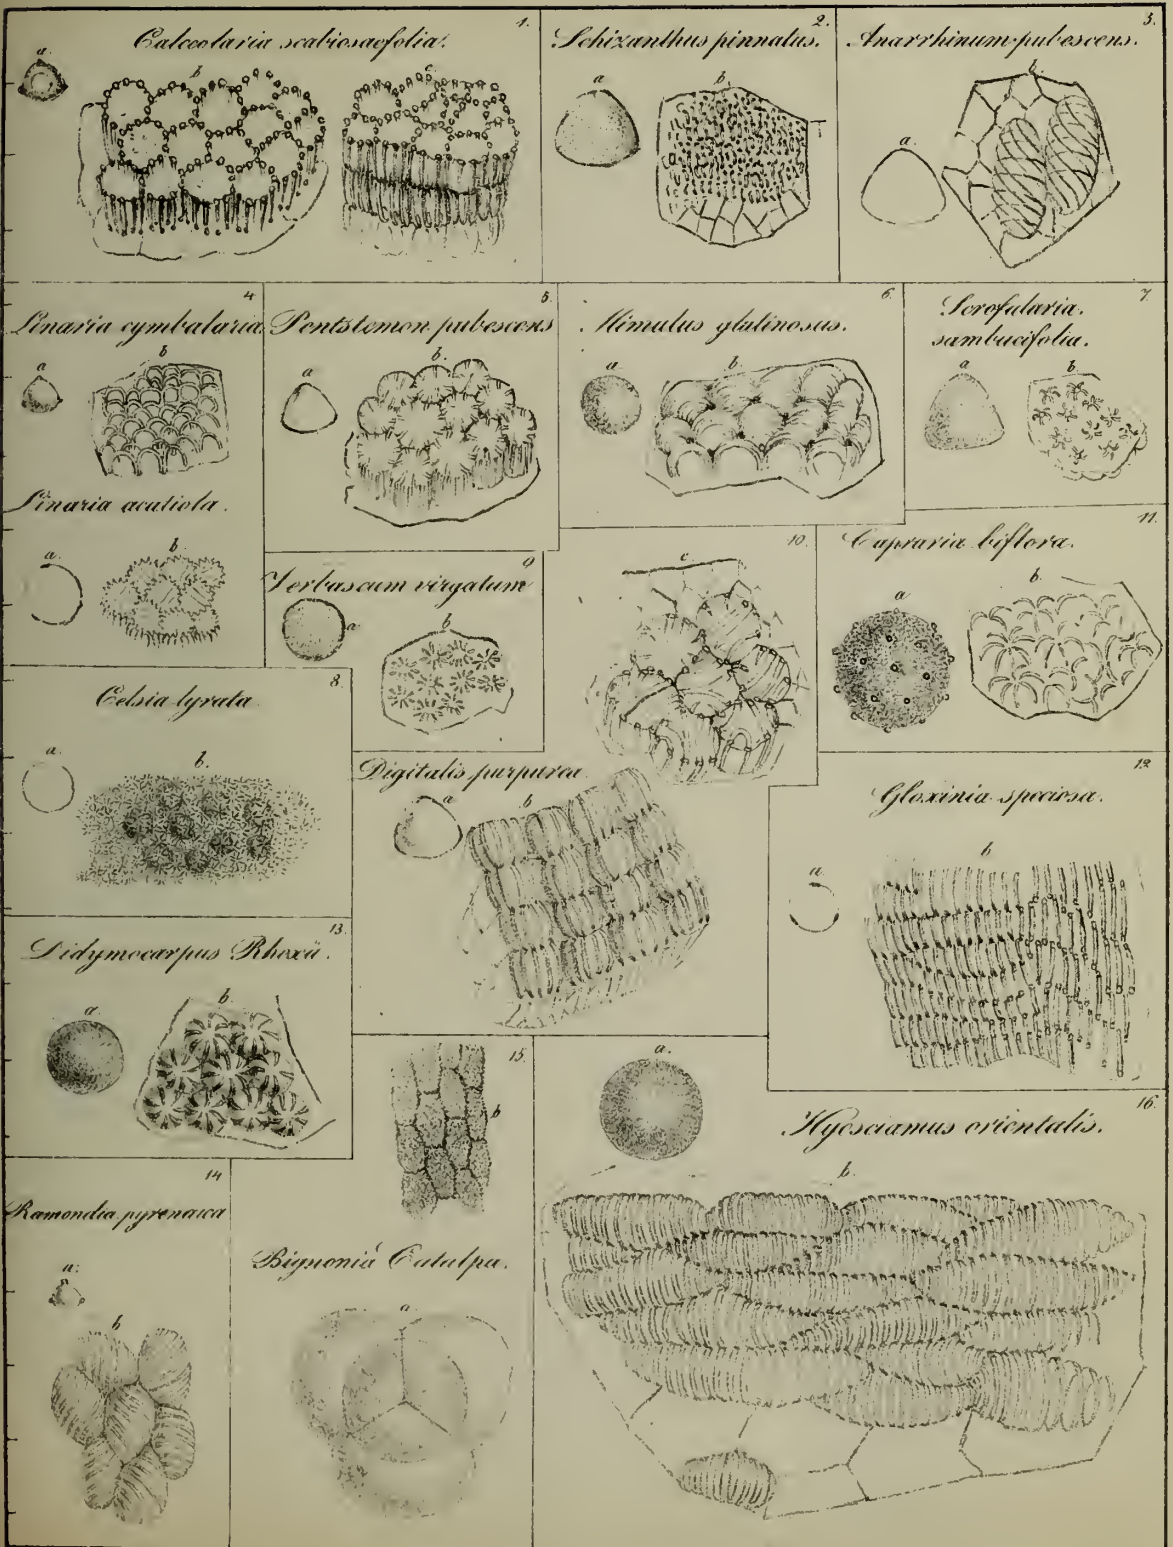 1.
Calceolaria scabiosaefolia.
a.
b
c.
2.
Schizanthus pinnatus.
a
b.
3.
Anarrhinum pubescens.
a.
b.
4
Linaria cymbalaria
a
b
Linaria acutiola.
a.
b
5.
Pentstemon pubescens
a.
b.
6.
Mimulus glutinosus.
a.
b.
7.
Scrofularia.
sambucifolia.
a
b.
8.
Celsia lyrata
a
b.
9
Verbascum virgatum
a
b
10.
c.
Digitalis purpurea
a
b
11.
Capraria biflora.
a
b.
12
Gloxinia speciosa.
a
b
13.
Didymocarpus Rhexii.
a
b.
14
Ramondia pyrenaica
a.
b
15.
b
Bignonia Catalpa.
a
16.
a.
Hyosciamus orientalis.
b.